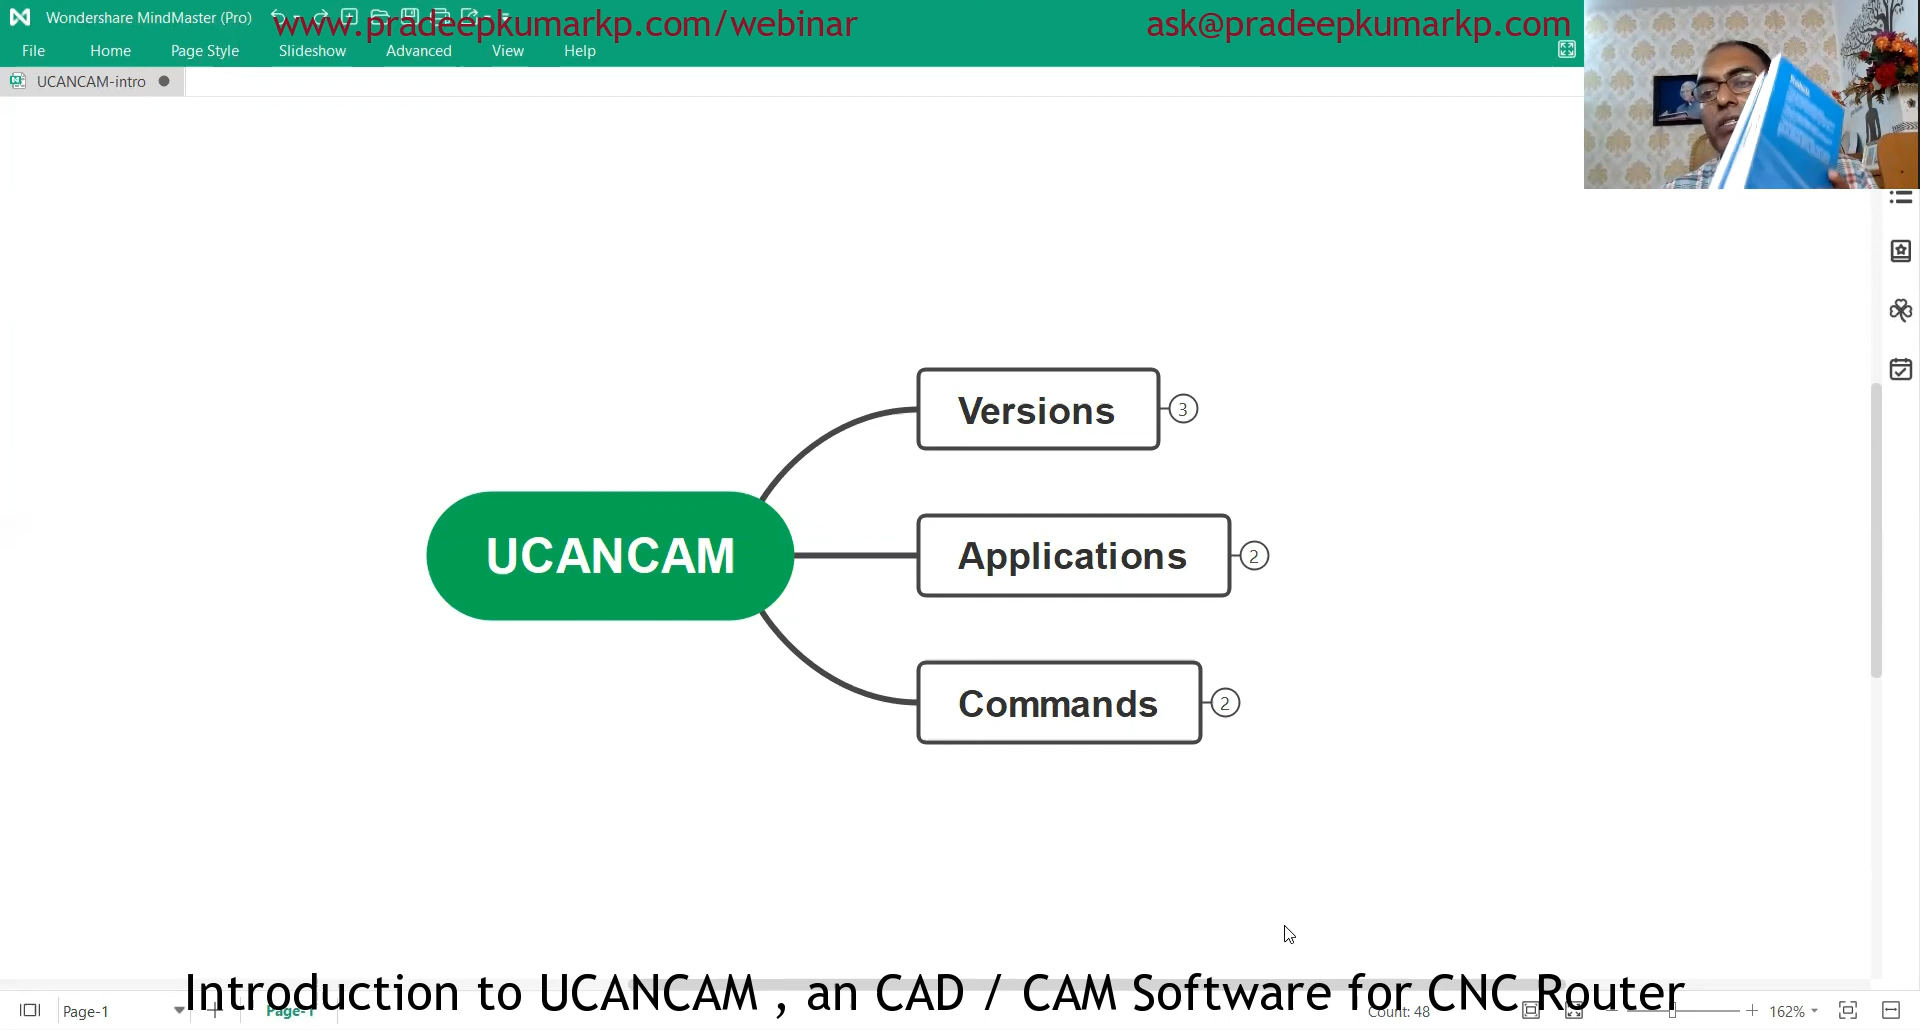 Wondershare MindMaster (Pro)
www.pradeepkumarkp.com/webinar
ask@pradeepkumarkp.com
File Home Page Style Slideshow Advanced View Help
UCANCAM-intro
Versions
3
UCANCAM
Applications
2
Commands
2
Introduction to UCANCAM , an CAD / CAM Software for CNC Router
Page-1
Page-1
Count: 48
162%